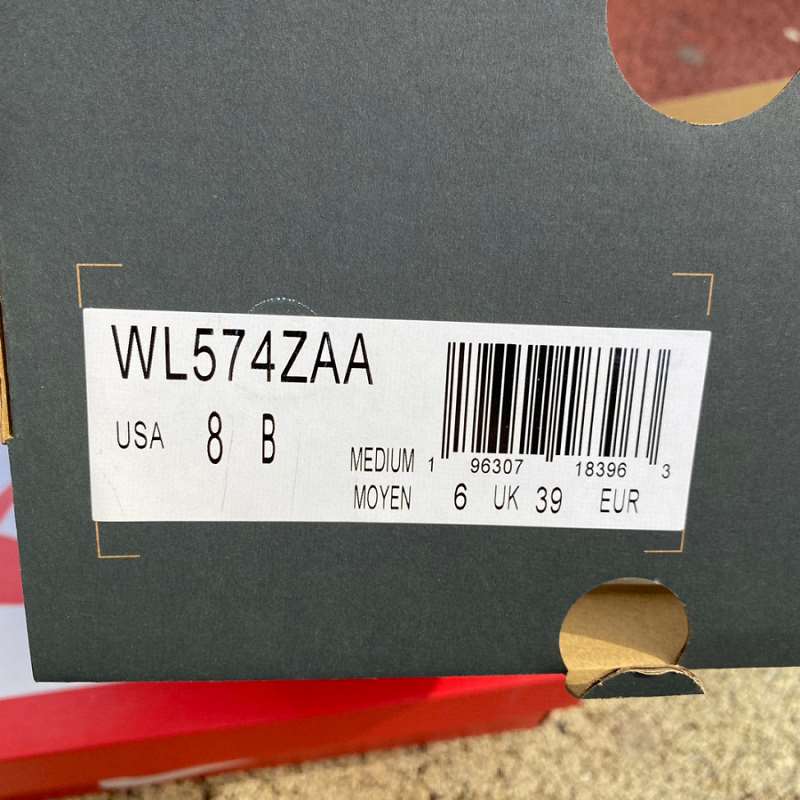 WL574ZAA
USA 8 B
MEDIUM 1 96307 18396 3
MOYEN 6 UK 39 EUR